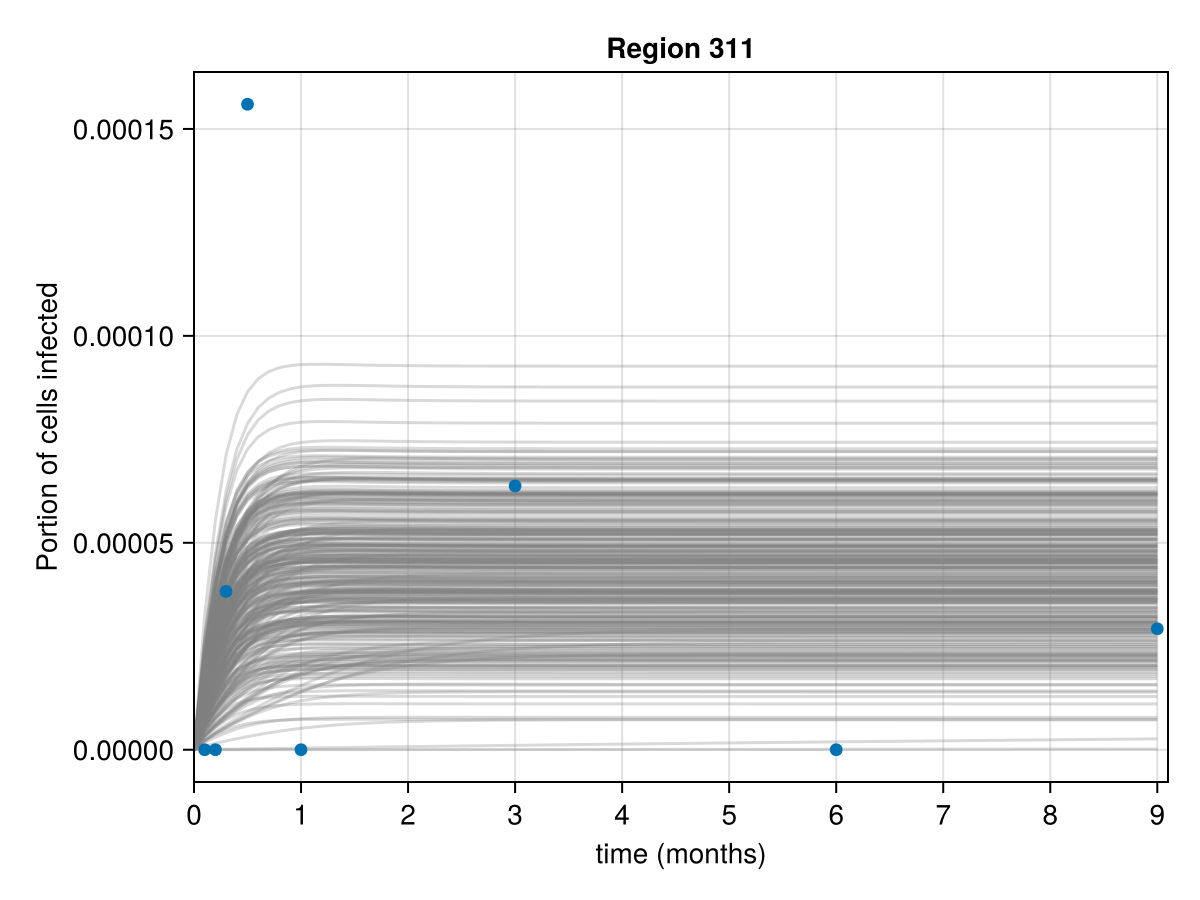 Region 311
Portion of cells infected
0.00015
0.00010
0.00005
0.00000
0 1 2 3 4 5 6 7 8 9
time (months)